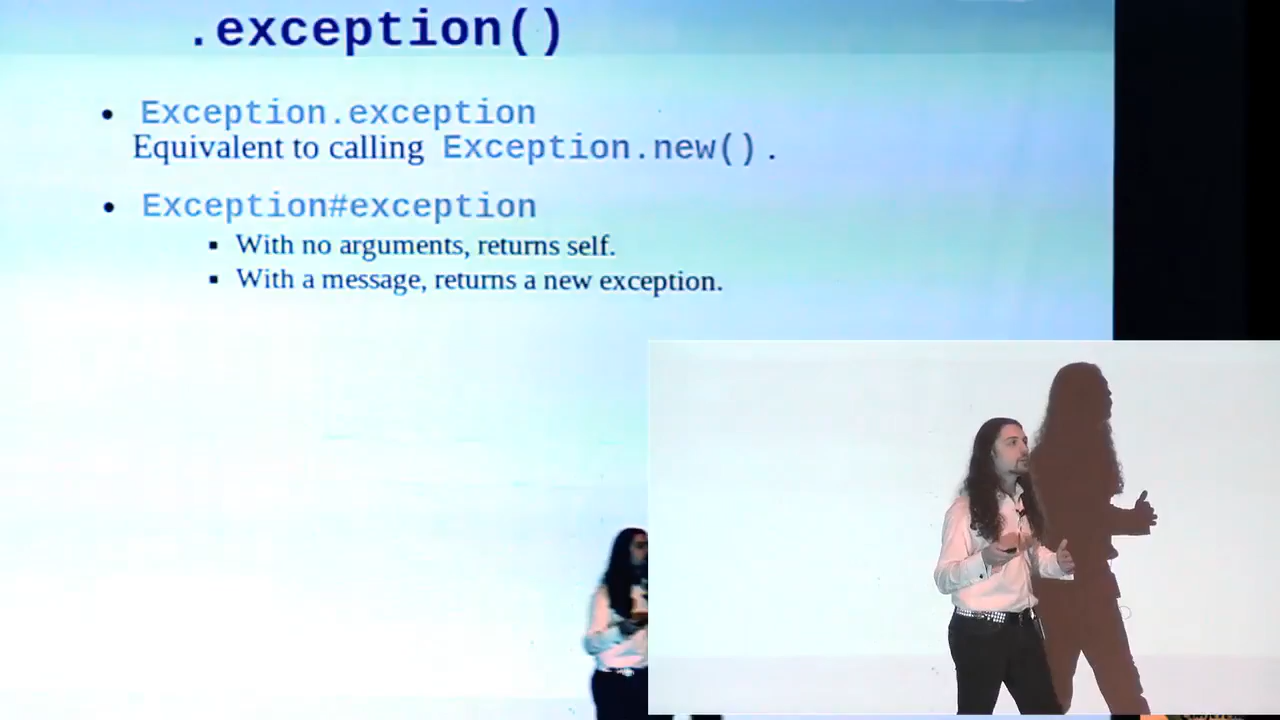 .exception()
Exception.exception
Equivalent to calling Exception.new().
Exception#exception
With no arguments, returns self.
With a message, returns a new exception.